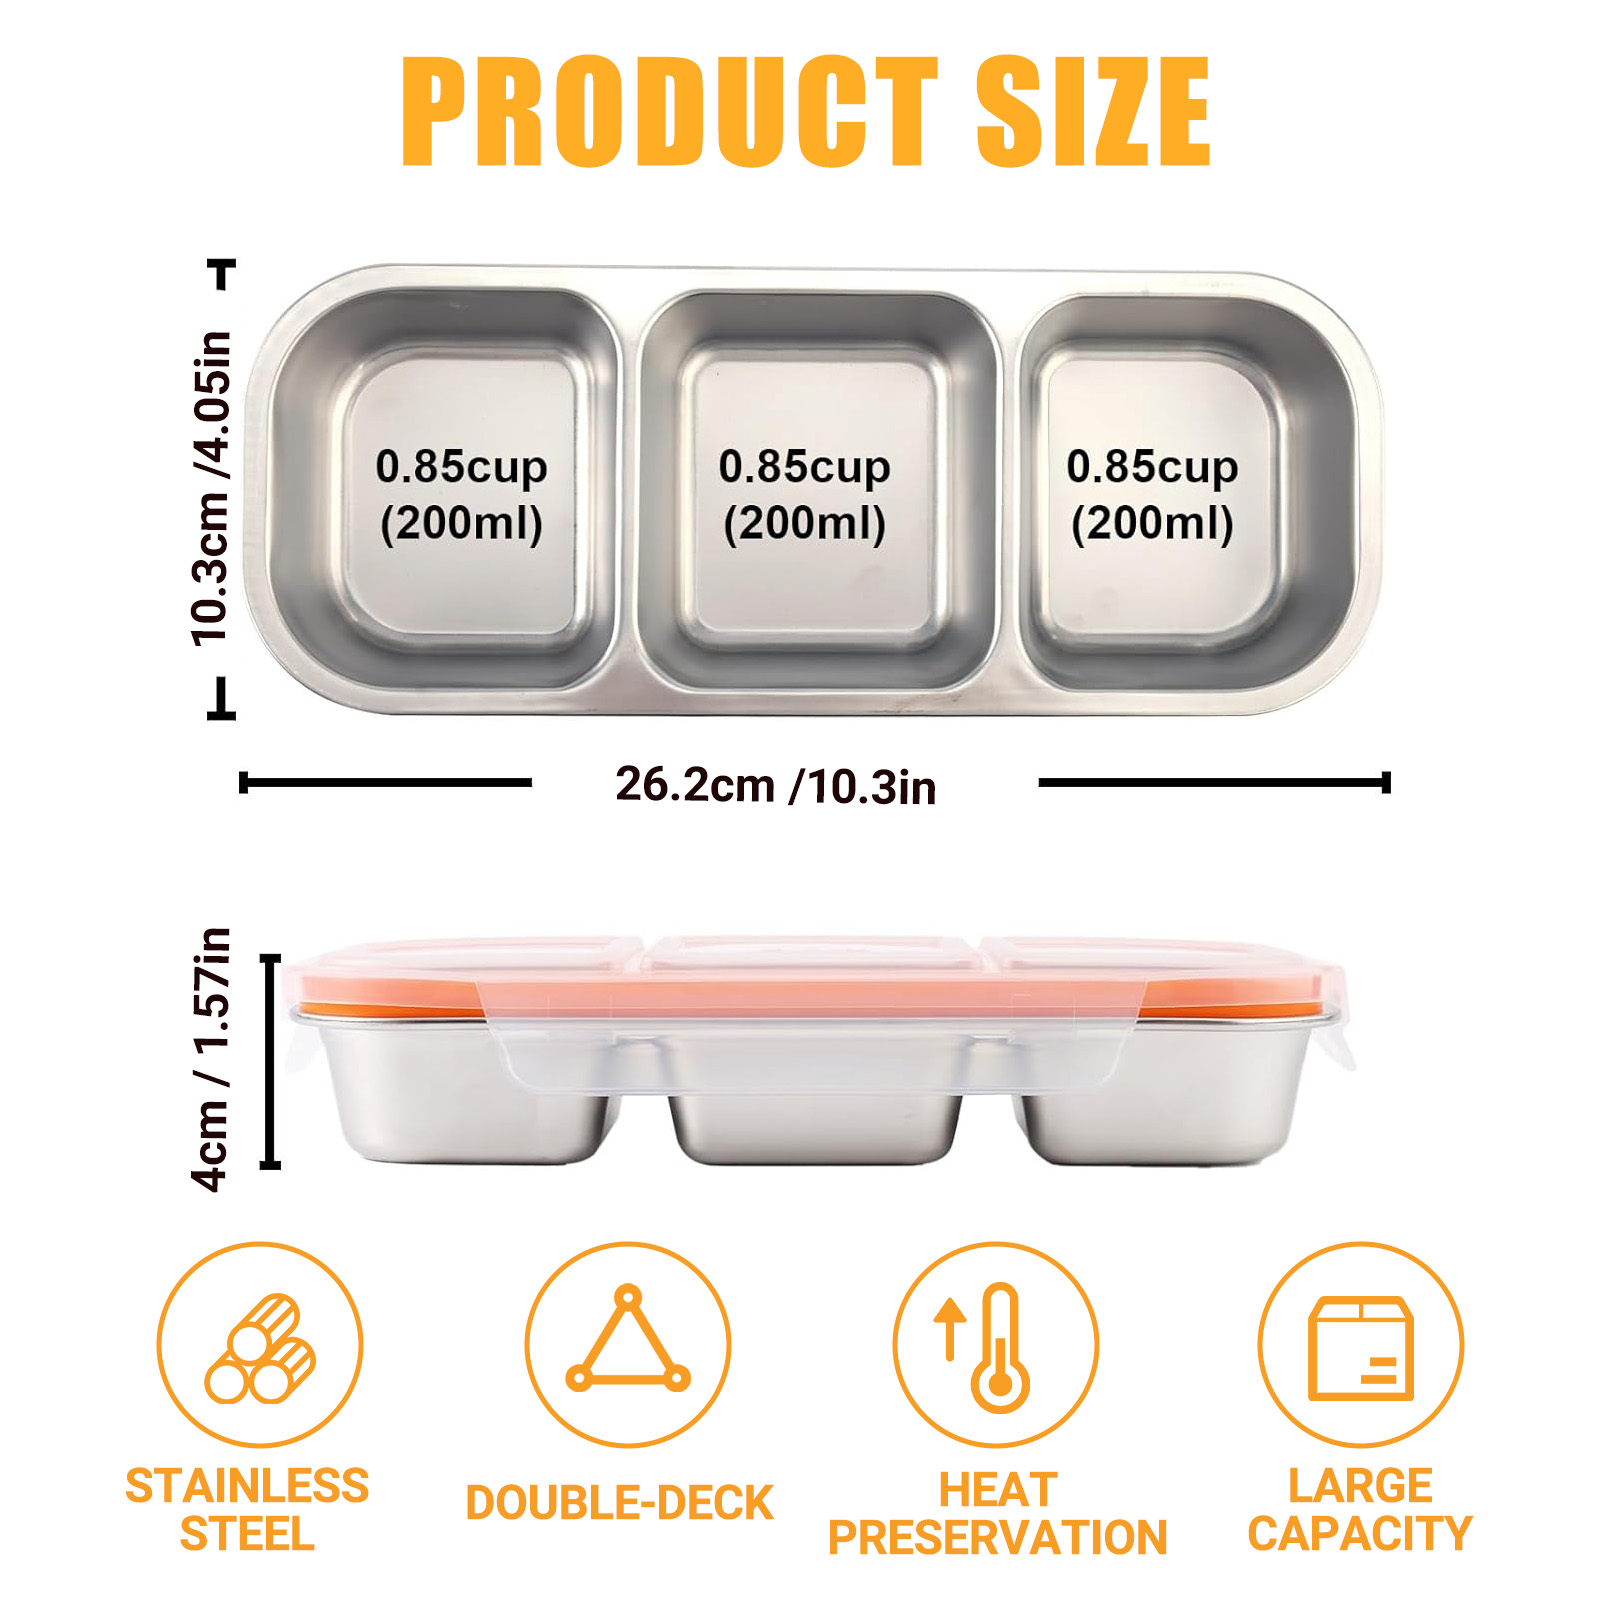 PRODUCT SIZE
10.3cm /4.05in
0.85cup
(200ml)
0.85cup
(200ml)
0.85cup
(200ml)
26.2cm /10.3in
4cm / 1.57in
STAINLESS
STEEL
DOUBLE-DECK
HEAT
PRESERVATION
LARGE
CAPACITY